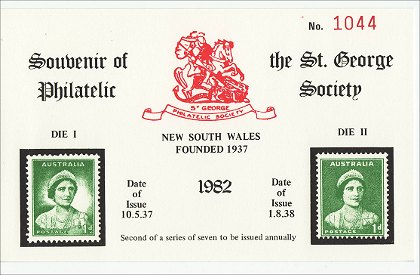 No. 1044
Souvenir of the St. George
Philatelic Society
ST GEORGE
PHILATELIC SOCIETY
DIE I
DIE II
NEW SOUTH WALES
FOUNDED 1937
AUSTRALIA
POSTAGE
1d
Date
of
Issue
10.5.37
1982
Date
of
Issue
1.8.38
AUSTRALIA
POSTAGE
1d
Second of a series of seven to be issued annually